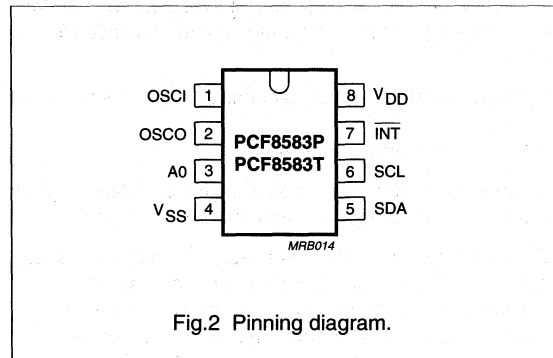 OSCI 1 8 VDD
OSCO 2 PCF8583P 7 INT
A0 3 PCF8583T 6 SCL
VSS 4 5 SDA
MRB014
Fig.2 Pinning diagram.